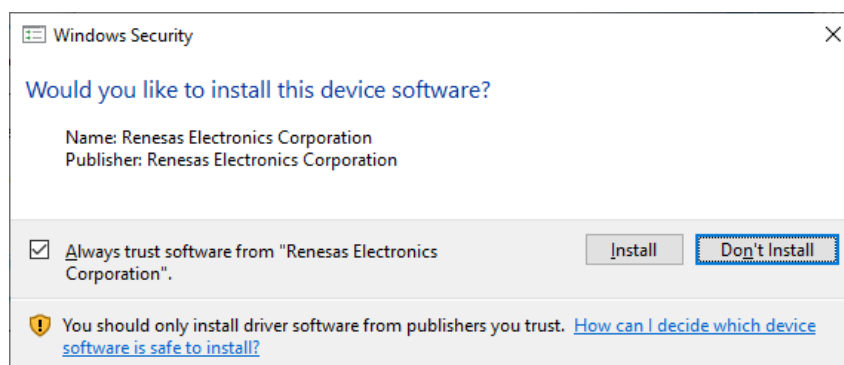 Windows Security
Would you like to install this device software?
Name: Renesas Electronics Corporation
Publisher: Renesas Electronics Corporation
Always trust software from "Renesas Electronics
Corporation".
Install
Don't Install
You should only install driver software from publishers you trust. How can I decide which device
software is safe to install?